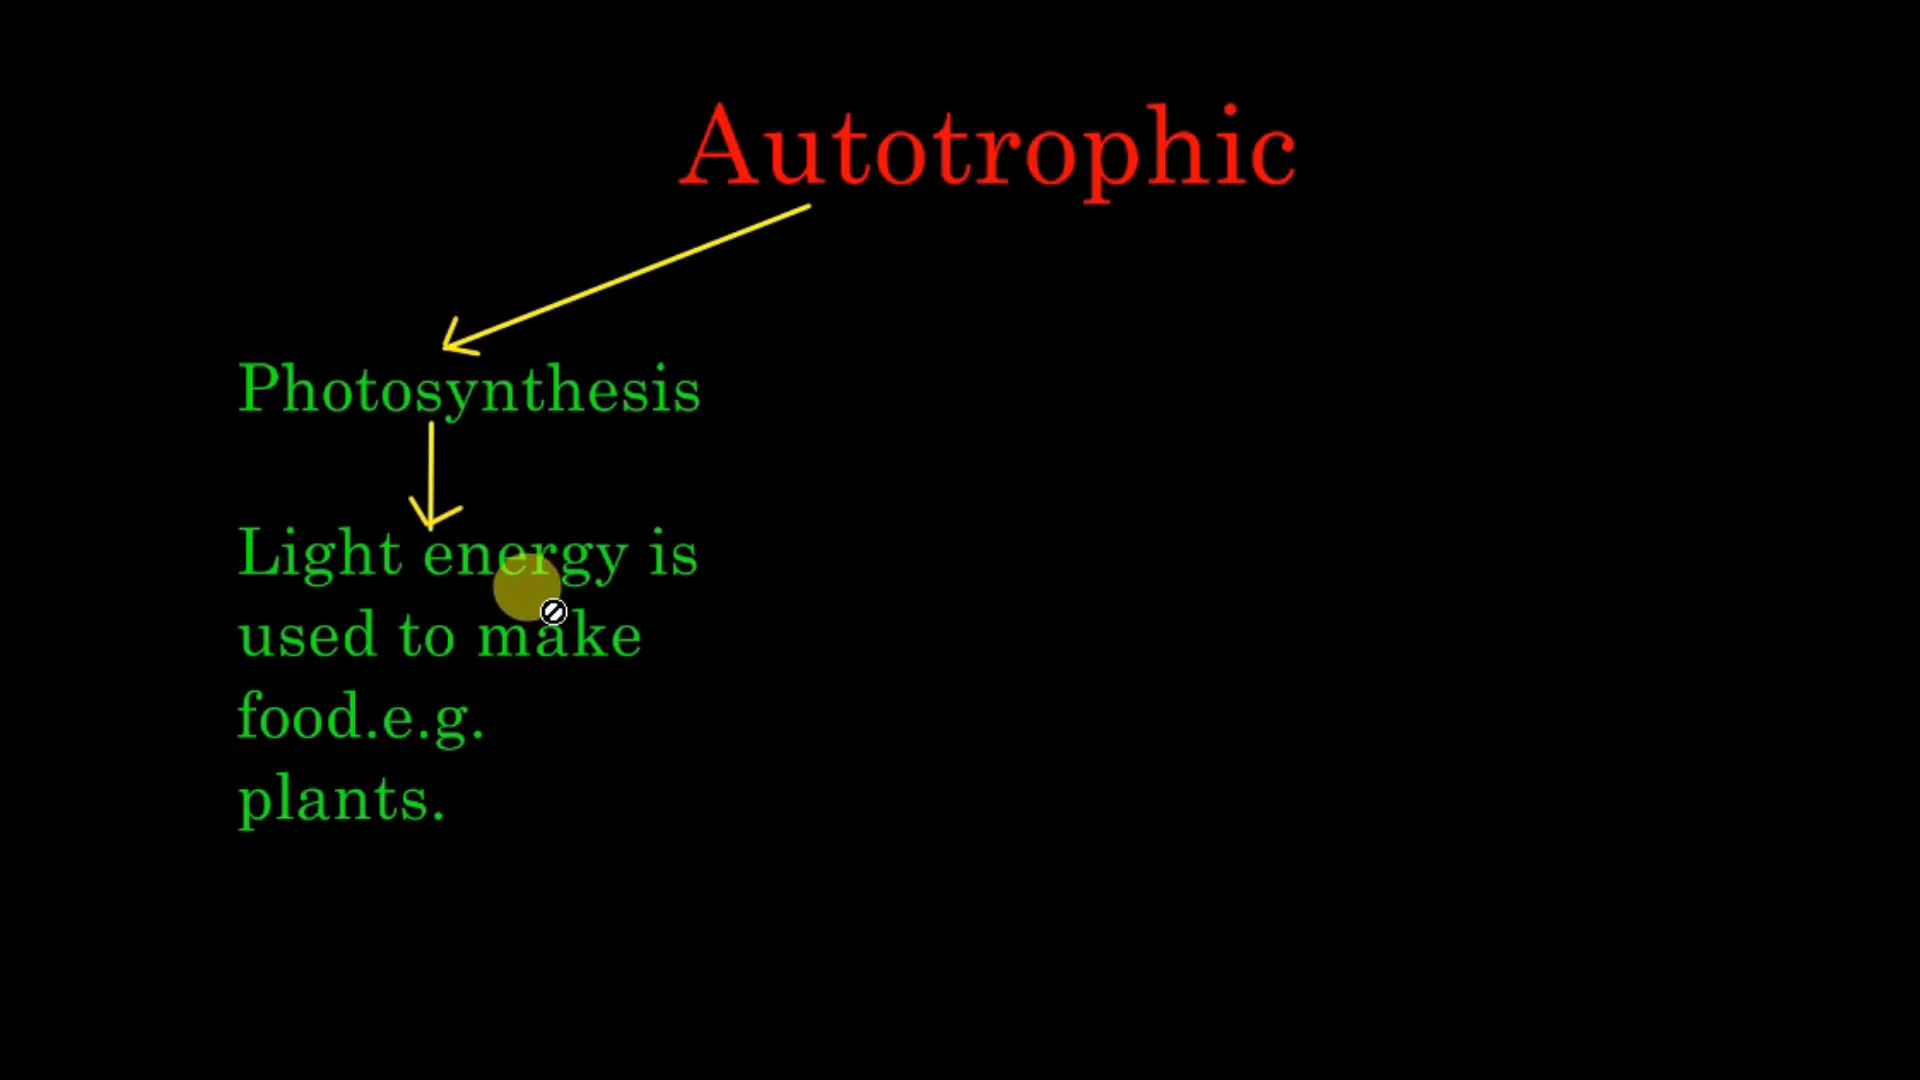 Autotrophic
Photosynthesis
Light energy is
used to make
food.e.g.
plants.